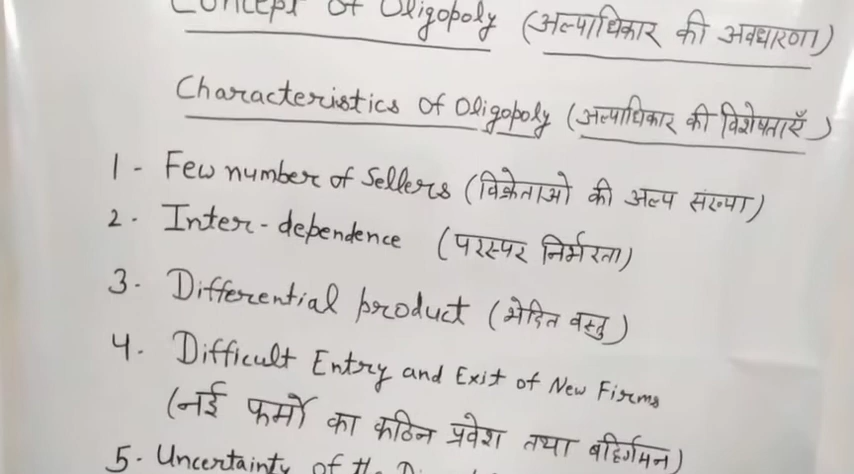 Concept of Oligopoly (अल्पाधिकार की अवधारणा)
Characteristics of Oligopoly (अल्पाधिकार की विशेषताएँ)
1 - Few number of Sellers (विक्रेताओ की अल्प संख्या)
2 - Inter-dependence (परस्पर निर्भरता)
3 - Differential product (भेदित वस्तु)
4 - Difficult Entry and Exit of New Firms
(नई फर्मो का कठिन प्रवेश तथा बहिर्गमन)
5 - Uncertainty of the